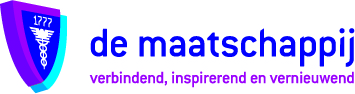 1777
de maatschappij
verbindend, inspirerend en vernieuwend